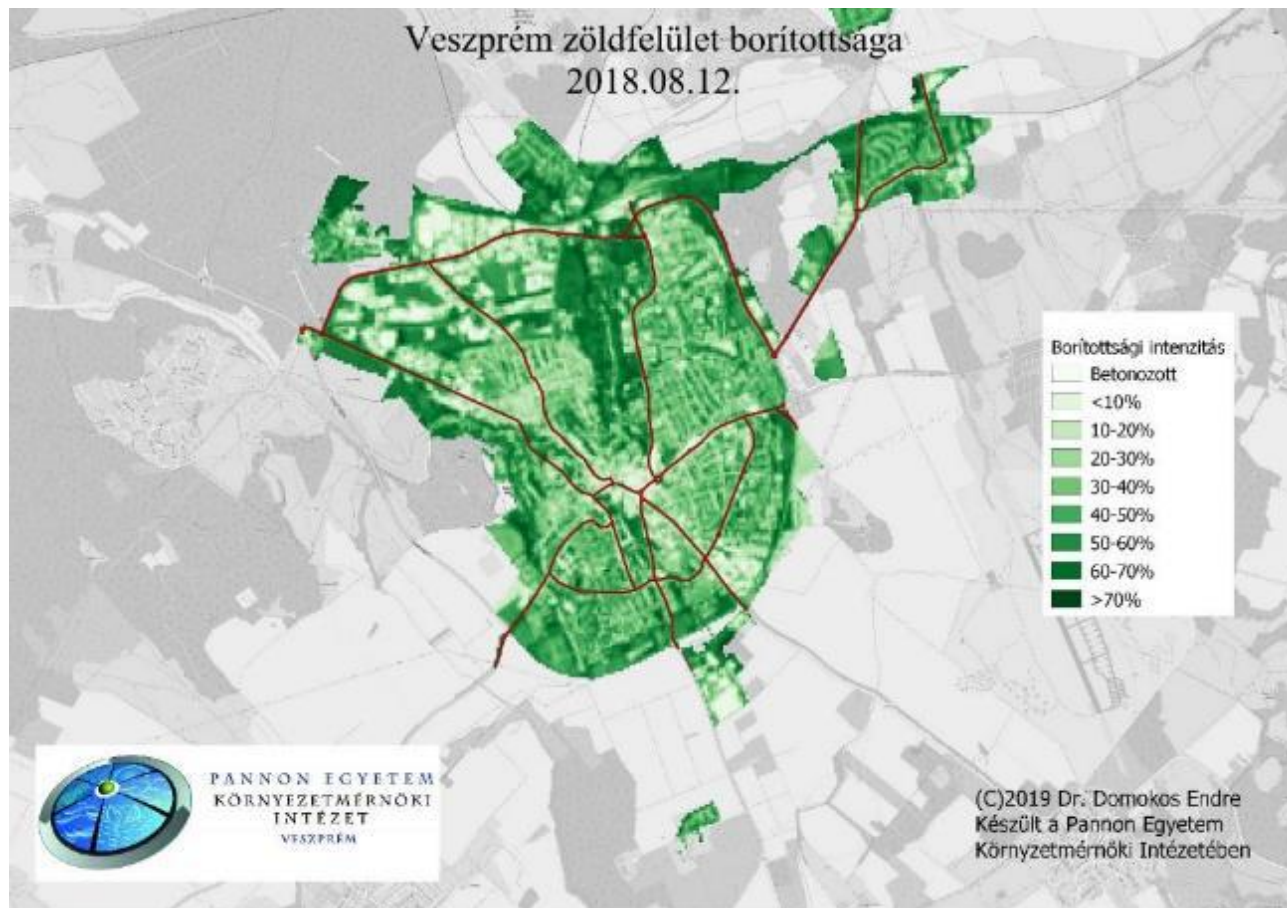 Veszprém zöldfelület borítottsága
2018.08.12.
Borítottsági intenzitás
Betonozott
<10%
10-20%
20-30%
30-40%
40-50%
50-60%
60-70%
>70%
PANNON EGYETEM
KÖRNYEZETMÉRNÖKI
INTÉZET
VESZPRÉM
(C)2019 Dr. Domokos Endre
Készült a Pannon Egyetem
Környzetmérnöki Intézetében